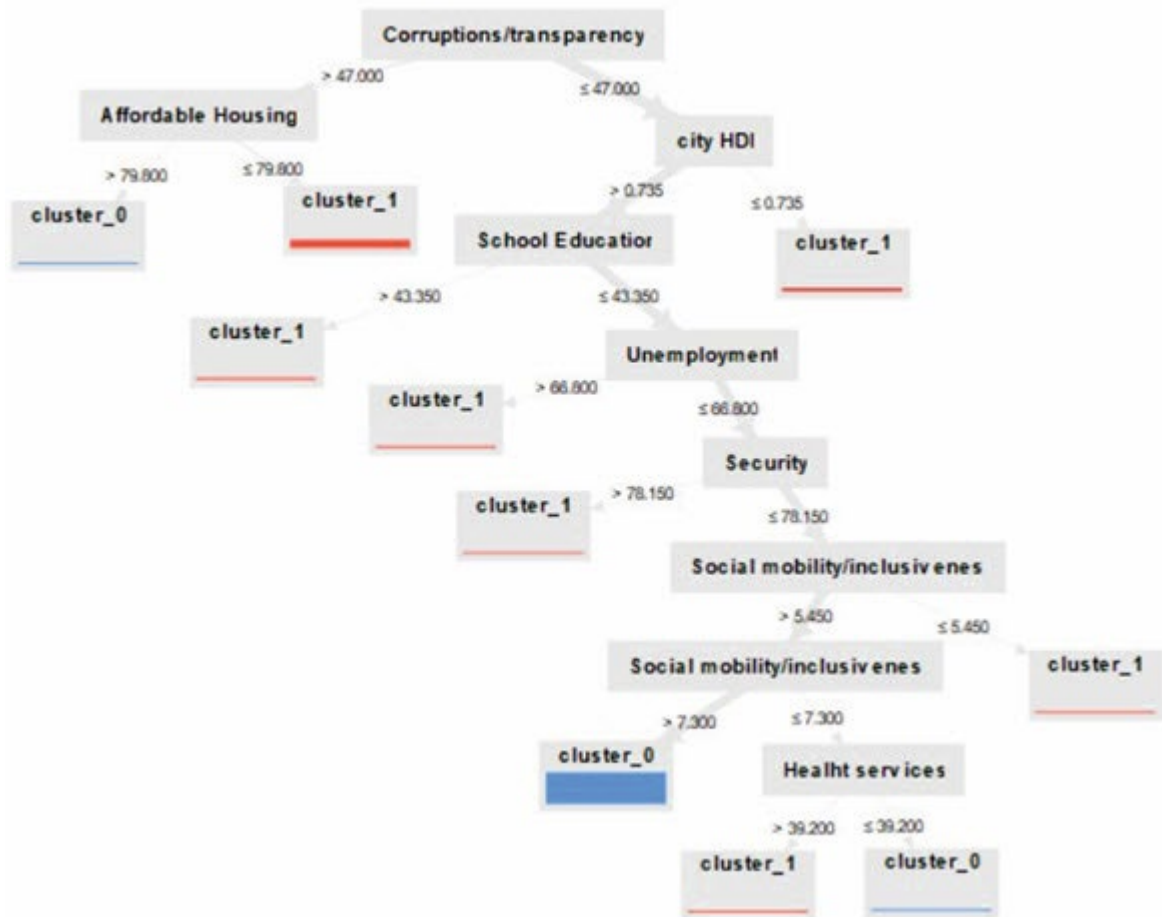 Corruptions/transparency
> 47.000
≤ 47.000
Affordable Housing
city HDI
> 79.800
≤ 79.800
> 0.735
≤ 0.735
cluster_0
cluster_1
School Education
cluster_1
> 43.350
≤ 43.350
cluster_1
Unemployment
> 66.800
≤ 66.800
cluster_1
Security
> 78.150
≤ 78.150
cluster_1
Social mobility/inclusivenes
> 5.450
≤ 5.450
Social mobility/inclusivenes
cluster_1
> 7.300
≤ 7.300
cluster_0
Healht services
> 39.200
≤ 39.200
cluster_1
cluster_0